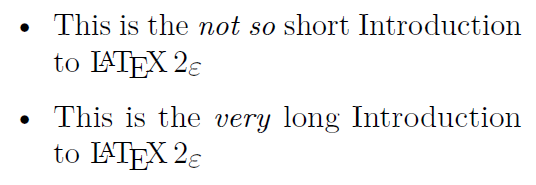 • This is the not so short Introduction
to LATEX 2ε
• This is the very long Introduction
to LATEX 2ε